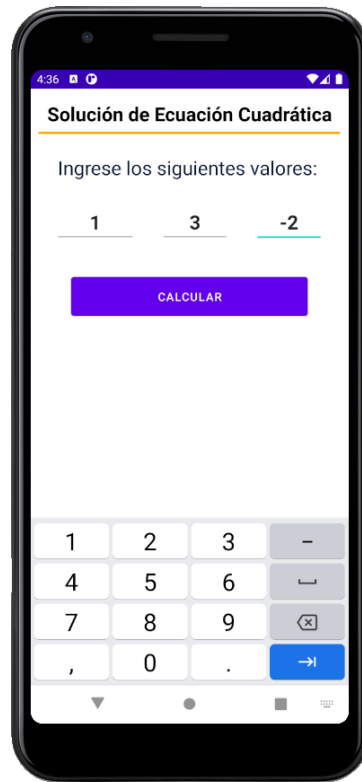 4:36
Solución de Ecuación Cuadrática
Ingrese los siguientes valores:
1 3 -2
CALCULAR
1 2 3 -
4 5 6
7 8 9
, 0 .